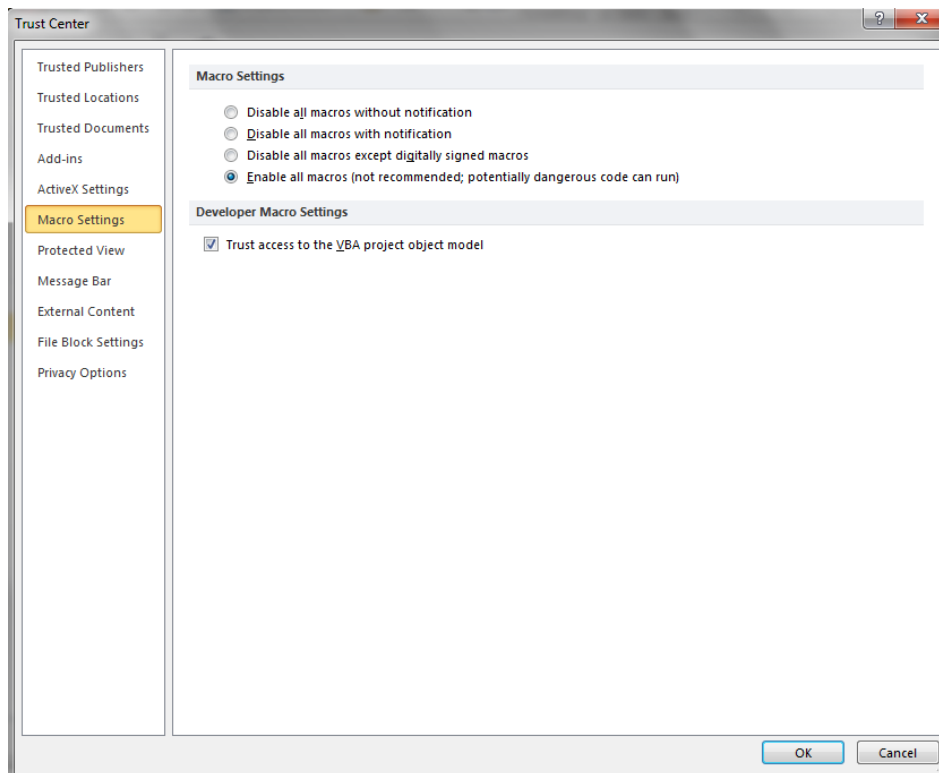 Trust Center
Trusted Publishers
Trusted Locations
Trusted Documents
Add-ins
ActiveX Settings
Macro Settings
Protected View
Message Bar
External Content
File Block Settings
Privacy Options
Macro Settings
Disable all macros without notification
Disable all macros with notification
Disable all macros except digitally signed macros
Enable all macros (not recommended; potentially dangerous code can run)
Developer Macro Settings
Trust access to the VBA project object model
OK
Cancel